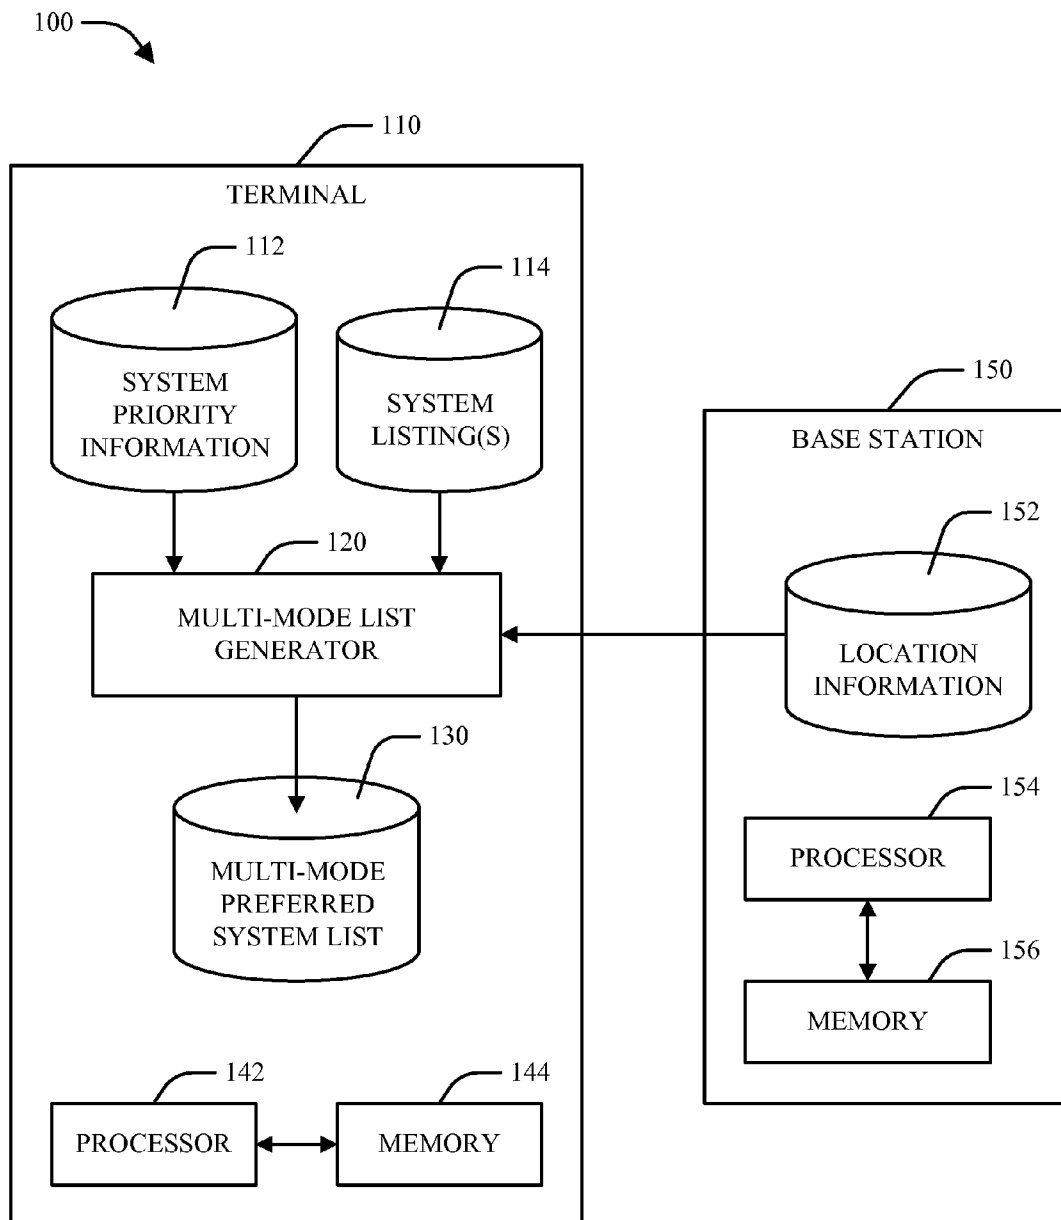 100
110
TERMINAL
112
SYSTEM
PRIORITY
INFORMATION
114
SYSTEM
LISTING(S)
120
MULTI-MODE LIST
GENERATOR
130
MULTI-MODE
PREFERRED
SYSTEM LIST
142
PROCESSOR
144
MEMORY
150
BASE STATION
152
LOCATION
INFORMATION
154
PROCESSOR
156
MEMORY